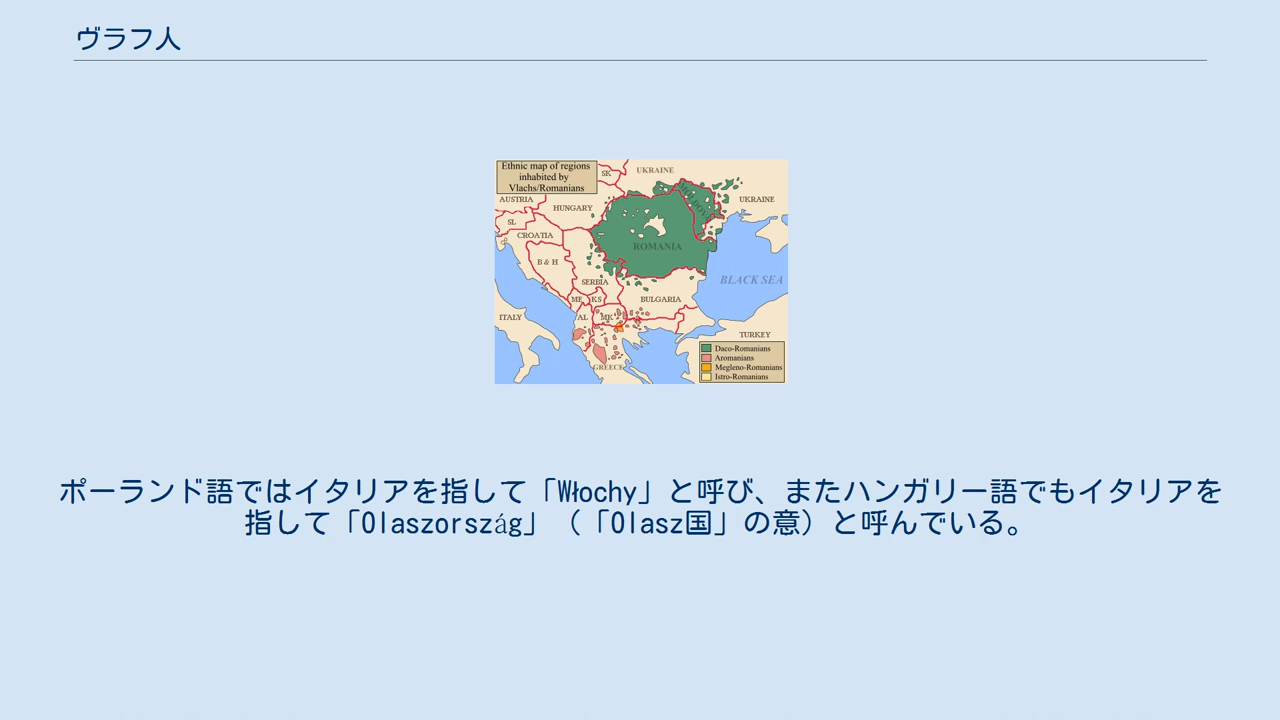 ヴラフ人
Ethnic map of regions
inhabited by
Vlachs/Romanians
SK
UKRAINE
AUSTRIA
HUNGARY
MOLDOVA
UKRAINE
SL
CROATIA
ROMANIA
B & H
SERBIA
BLACK SEA
ME
KS
BULGARIA
ITALY
AL
MK
TURKEY
GREECE
Daco-Romanians
Aromanians
Megleno-Romanians
Istro-Romanians
ポーランド語ではイタリアを指して「Włochy」と呼び、またハンガリー語でもイタリアを
指して「Olaszország」（「Olasz国」の意）と呼んでいる。